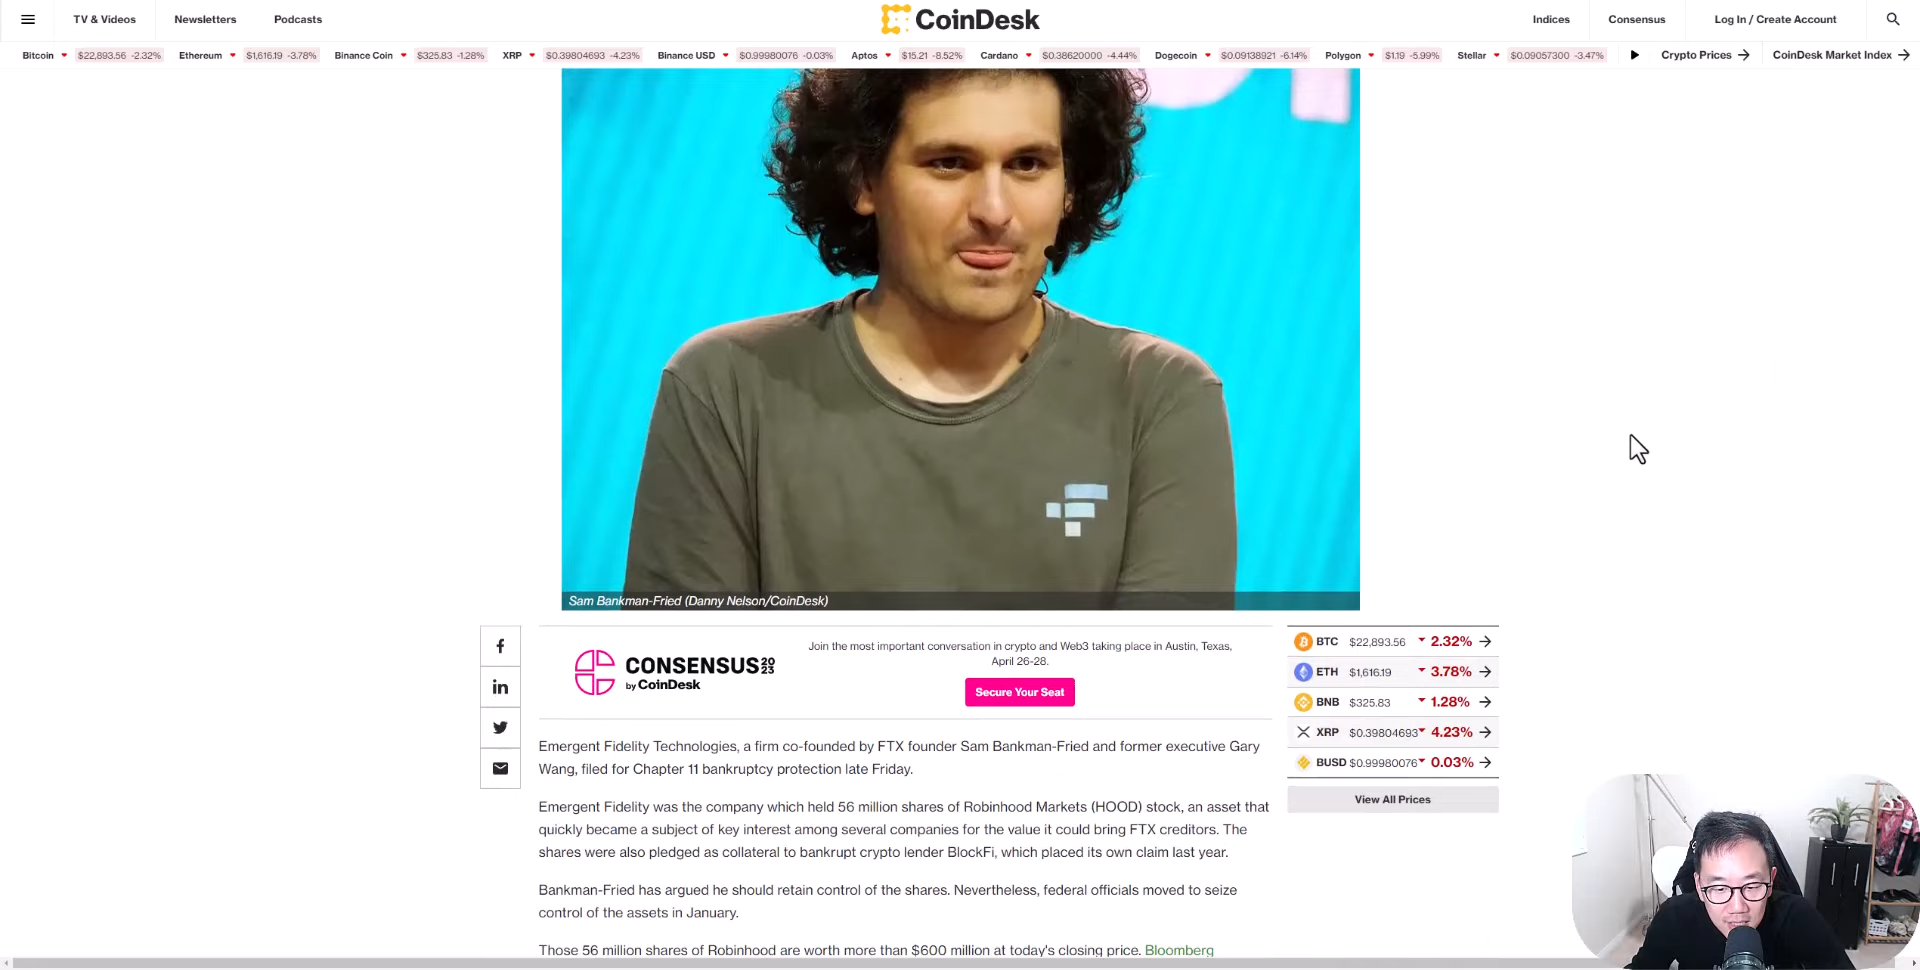 TV & Videos
Newsletters
Podcasts
CoinDesk
Indices
Consensus
Log In / Create Account
Bitcoin $22,893.56 -2.32% Ethereum $1,616.19 -3.78% Binance Coin $325.83 -1.28% XRP $0.39804693 -4.23% Binance USD $0.99980076 -0.03% Aptos $15.21 -8.52% Cardano $0.38620000 -4.44% Dogecoin $0.09138921 -6.14% Polygon $1.19 -5.99% Stellar $0.09057300 -3.47% Crypto Prices CoinDesk Market Index
Sam Bankman-Fried (Danny Nelson/CoinDesk)
CONSENSUS 2023
by CoinDesk
Join the most important conversation in crypto and Web3 taking place in Austin, Texas,
April 26-28.
Secure Your Seat
BTC $22,893.56 2.32%
ETH $1,616.19 3.78%
BNB $325.83 1.28%
XRP $0.39804693 4.23%
BUSD $0.99980076 0.03%
View All Prices
Emergent Fidelity Technologies, a firm co-founded by FTX founder Sam Bankman-Fried and former executive Gary
Wang, filed for Chapter 11 bankruptcy protection late Friday.
Emergent Fidelity was the company which held 56 million shares of Robinhood Markets (HOOD) stock, an asset that
quickly became a subject of key interest among several companies for the value it could bring FTX creditors. The
shares were also pledged as collateral to bankrupt crypto lender BlockFi, which placed its own claim last year.
Bankman-Fried has argued he should retain control of the shares. Nevertheless, federal officials moved to seize
control of the assets in January.
Those 56 million shares of Robinhood are worth more than $600 million at today's closing price. Bloomberg